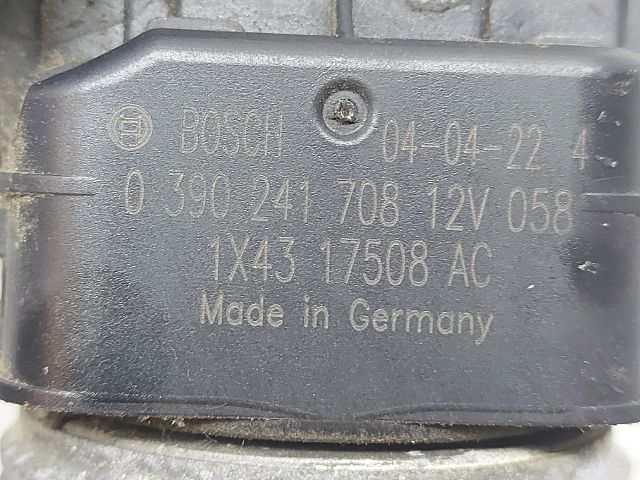 BOSCH 04-04-22 4
0 390 241 708 12V 058
1X43 17508 AC
Made in Germany